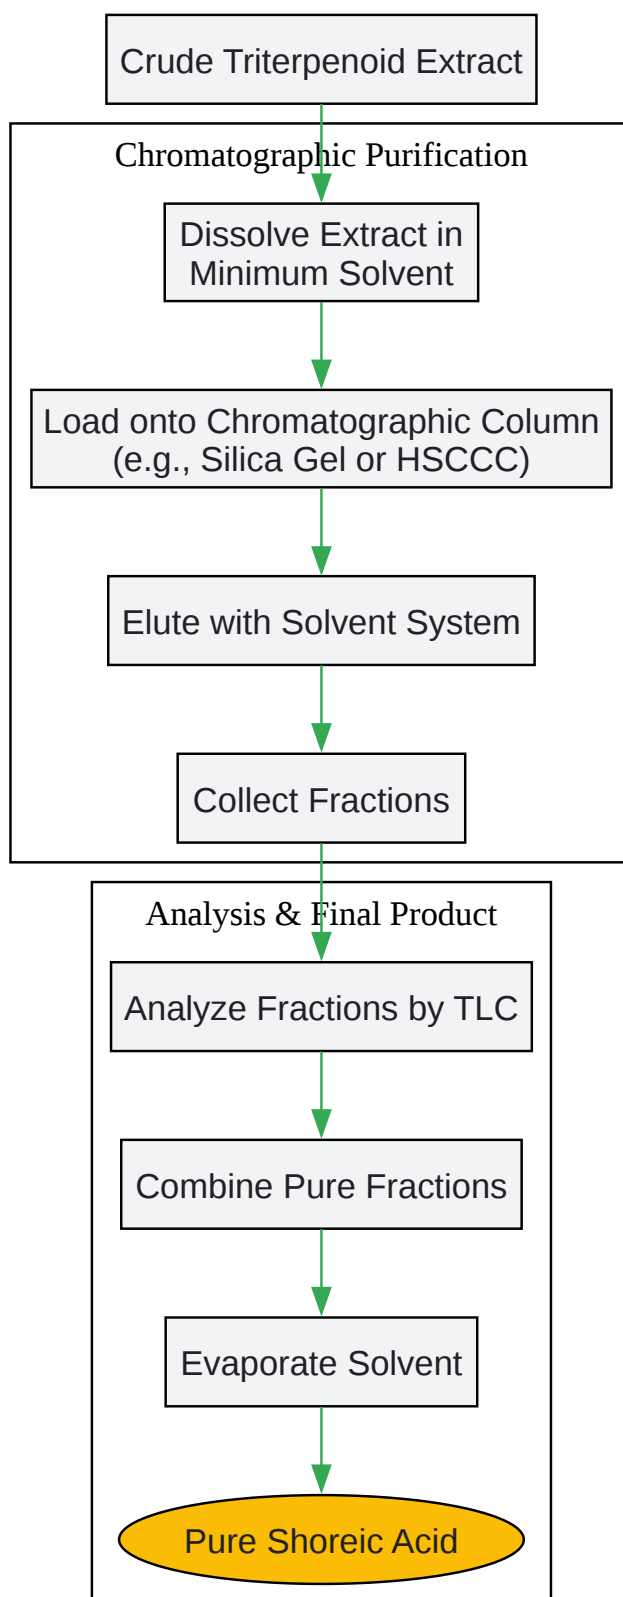 Crude Triterpenoid Extract
Chromatographic Purification
Dissolve Extract in
Minimum Solvent
Load onto Chromatographic Column
(e.g., Silica Gel or HSCCC)
Elute with Solvent System
Collect Fractions
Analysis & Final Product
Analyze Fractions by TLC
Combine Pure Fractions
Evaporate Solvent
Pure Shoreic Acid